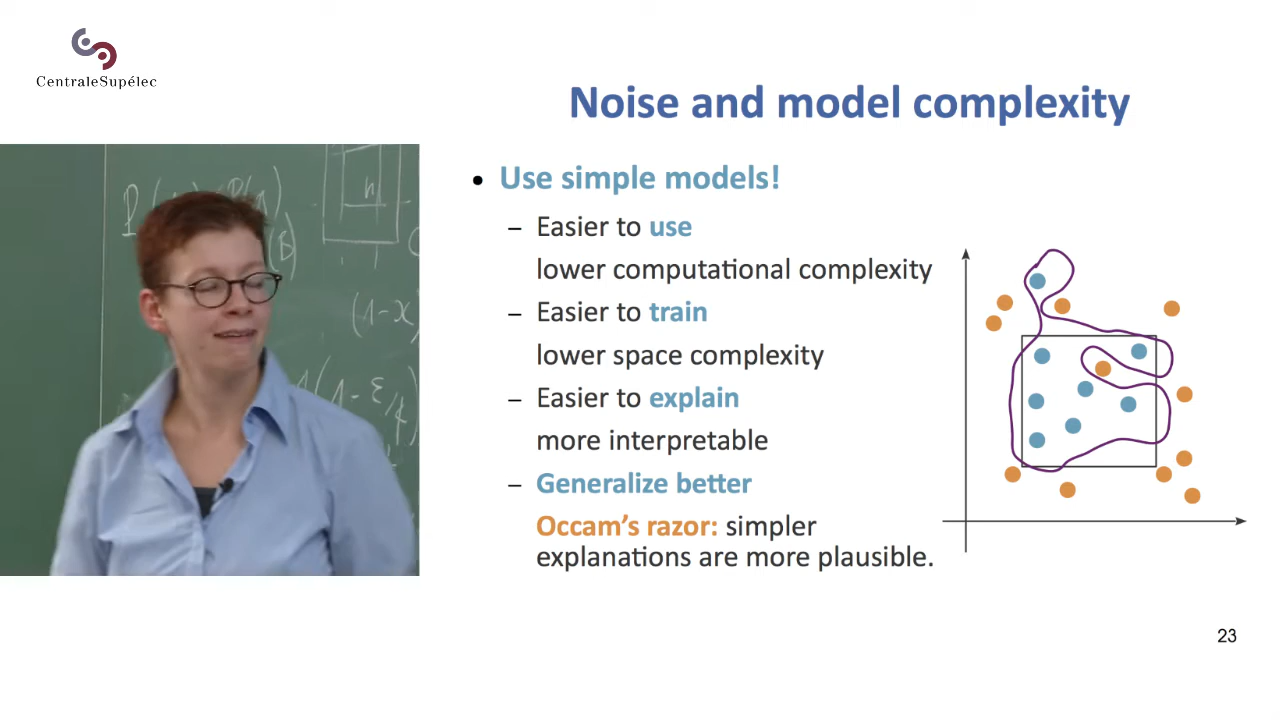 CentraleSupélec
Noise and model complexity
• Use simple models!
– Easier to use
lower computational complexity
– Easier to train
lower space complexity
– Easier to explain
more interpretable
– Generalize better
Occam's razor: simpler
explanations are more plausible.
23